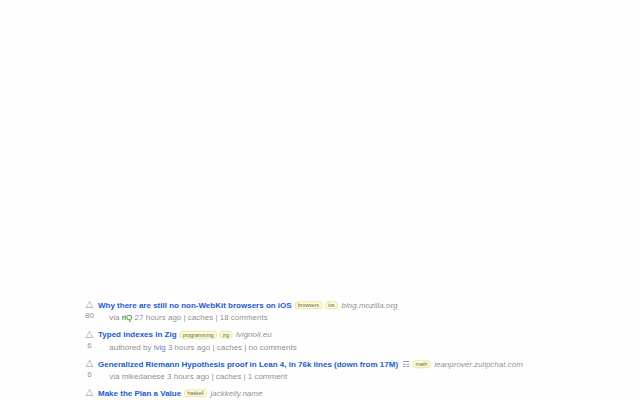 Why there are still no non-WebKit browsers on iOS browsers ios blog.mozilla.org
80 via nQ 27 hours ago | caches | 18 comments
Typed indexes in Zig programming zig lvignoli.eu
6 authored by lvig 3 hours ago | caches | no comments
Generalized Riemann Hypothesis proof in Lean 4, in 76k lines (down from 17M) math leanprover.zulipchat.com
6 via mikedanese 3 hours ago | caches | 1 comment
Make the Plan a Value haskell jackkelly.name